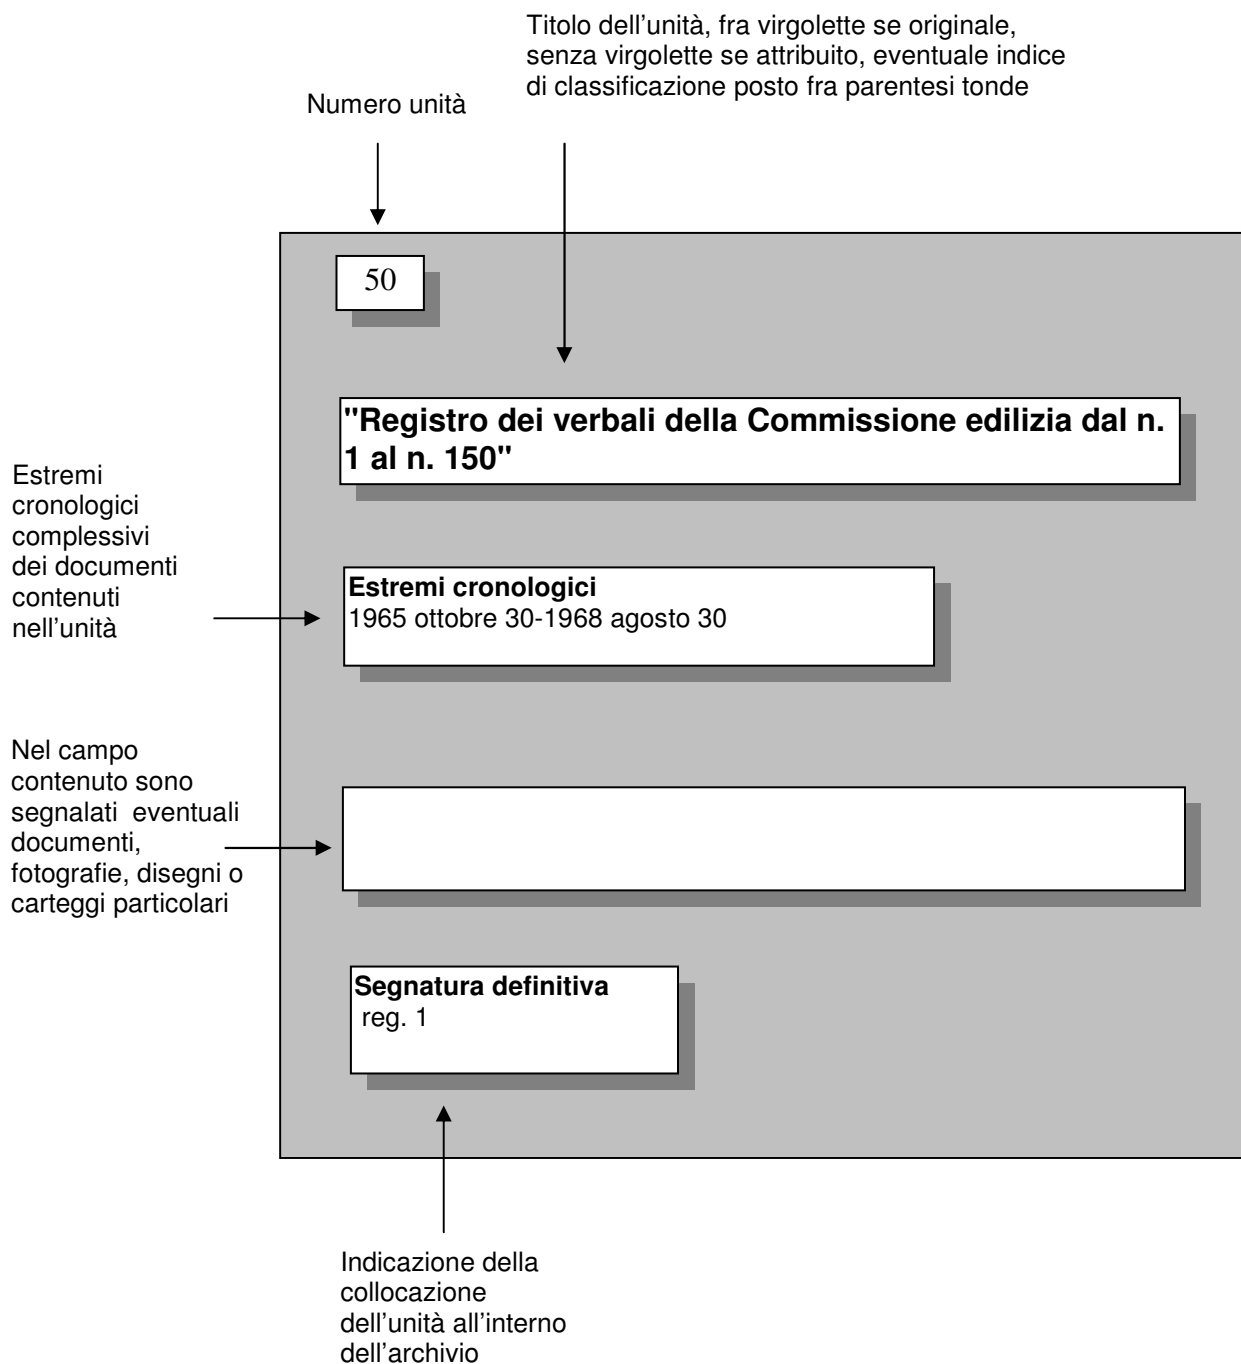 Titolo dell'unità, fra virgolette se originale,
senza virgolette se attribuito, eventuale indice
di classificazione posto fra parentesi tonde
Numero unità
50
"Registro dei verbali della Commissione edilizia dal n.
1 al n. 150"
Estremi
cronologici
complessivi
dei documenti
contenuti
nell'unità
Estremi cronologici
1965 ottobre 30-1968 agosto 30
Nel campo
contenuto sono
segnalati  eventuali
documenti,
fotografie, disegni o
carteggi particolari
Segnatura definitiva
reg. 1
Indicazione della
collocazione
dell'unità all'interno
dell'archivio